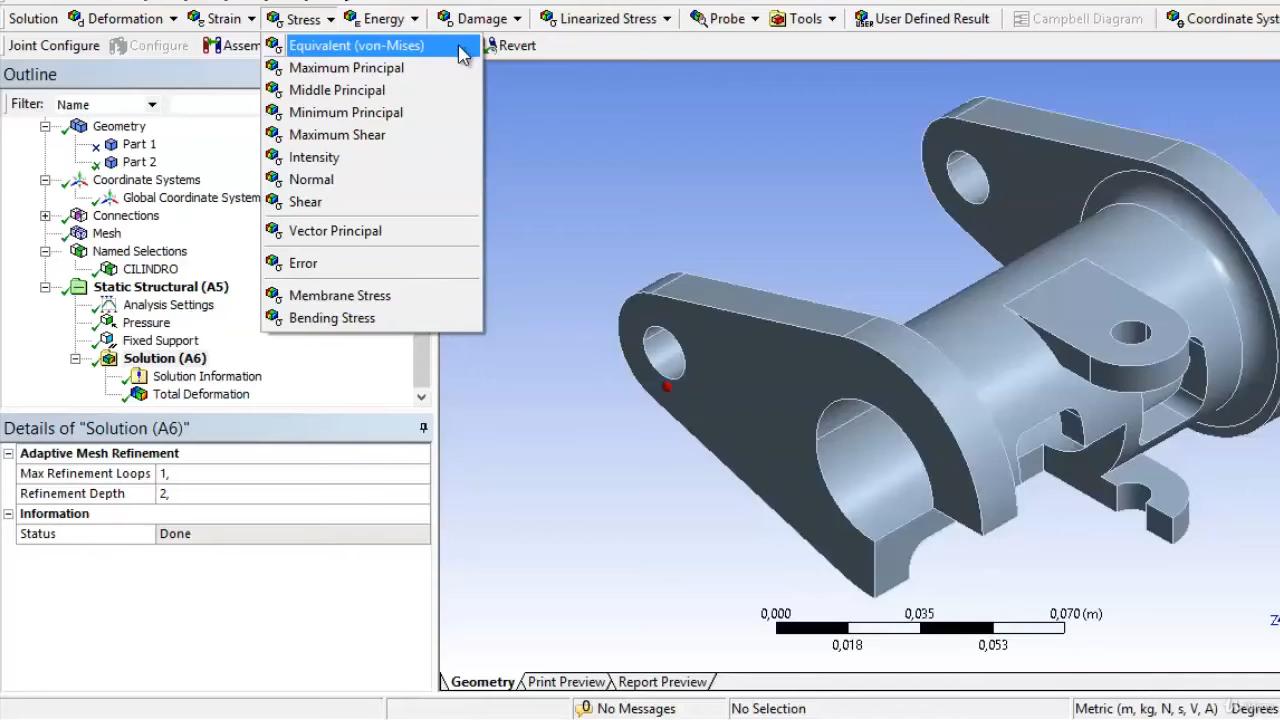 Solution Deformation Strain Stress Energy Damage Linearized Stress Probe Tools User Defined Result Campbell Diagram Coordinate Sy
Joint Configure Configure Assem Revert
Equivalent (von-Mises)
Maximum Principal
Middle Principal
Minimum Principal
Maximum Shear
Intensity
Normal
Shear
Vector Principal
Error
Membrane Stress
Bending Stress
Outline
Filter: Name
Geometry
Part 1
Part 2
Coordinate Systems
Global Coordinate System
Connections
Mesh
Named Selections
CILINDRO
Static Structural (A5)
Analysis Settings
Pressure
Fixed Support
Solution (A6)
Solution Information
Total Deformation
Details of "Solution (A6)"
Adaptive Mesh Refinement
Max Refinement Loops 1,
Refinement Depth 2,
Information
Status Done
0,000 0,035 0,070 (m)
0,018 0,053
Z
Geometry Print Preview Report Preview
0 No Messages No Selection Metric (m, kg, N, s, V, A) Degrees